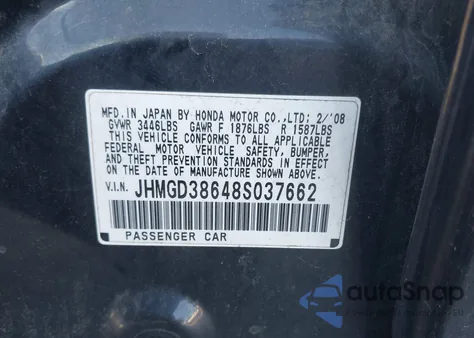 MFD.IN JAPAN BY HONDA MOTOR CO.,LTD: 2/'08
GVWR 3446LBS GAWR F 1876LBS R 1587LBS
THIS VEHICLE CONFORMS TO ALL APPLICABLE
FEDERAL MOTOR VEHICLE SAFETY, BUMPER,
AND THEFT PREVENTION STANDARDS IN EFFECT
ON THE DATE OF MANUFACTURE SHOWN ABOVE.
V.I.N. JHMGD38648S037662
PASSENGER CAR
autoSnap